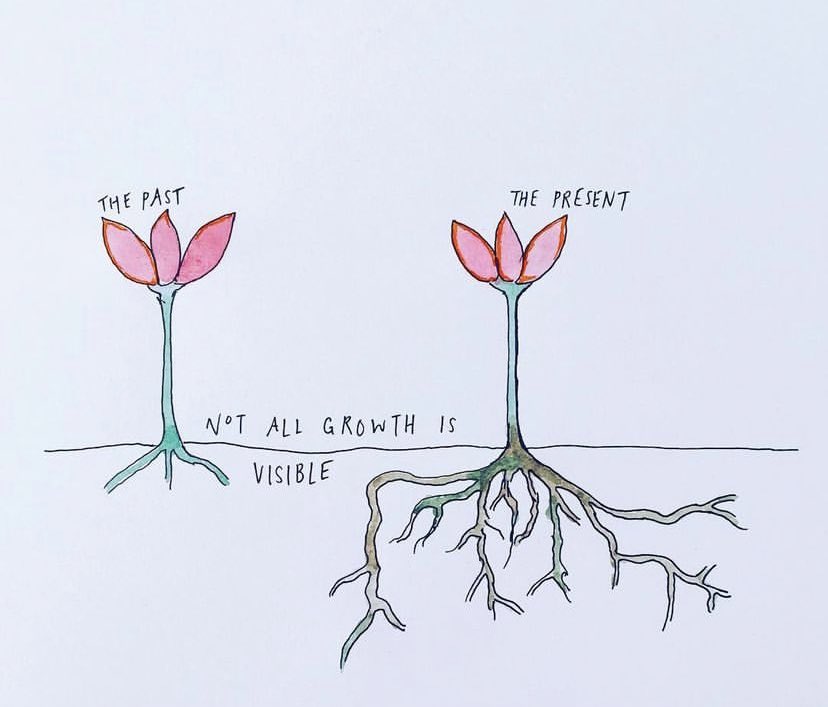 THE PAST
THE PRESENT
NOT ALL GROWTH IS
VISIBLE